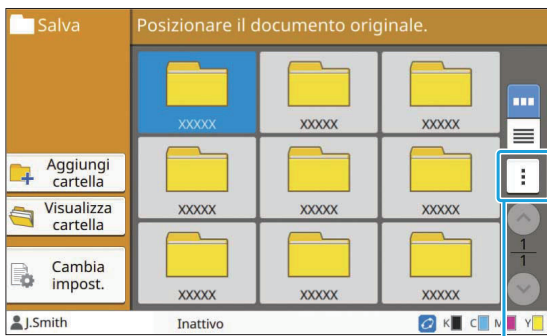 Salva
Posizionare il documento originale.
XXXXX XXXXX XXXXX
Aggiungi
cartella
XXXXX XXXXX XXXXX
Visualizza
cartella
1
1
Cambia
impost.
XXXXX XXXXX XXXXX
J.Smith
Inattivo
K C M Y